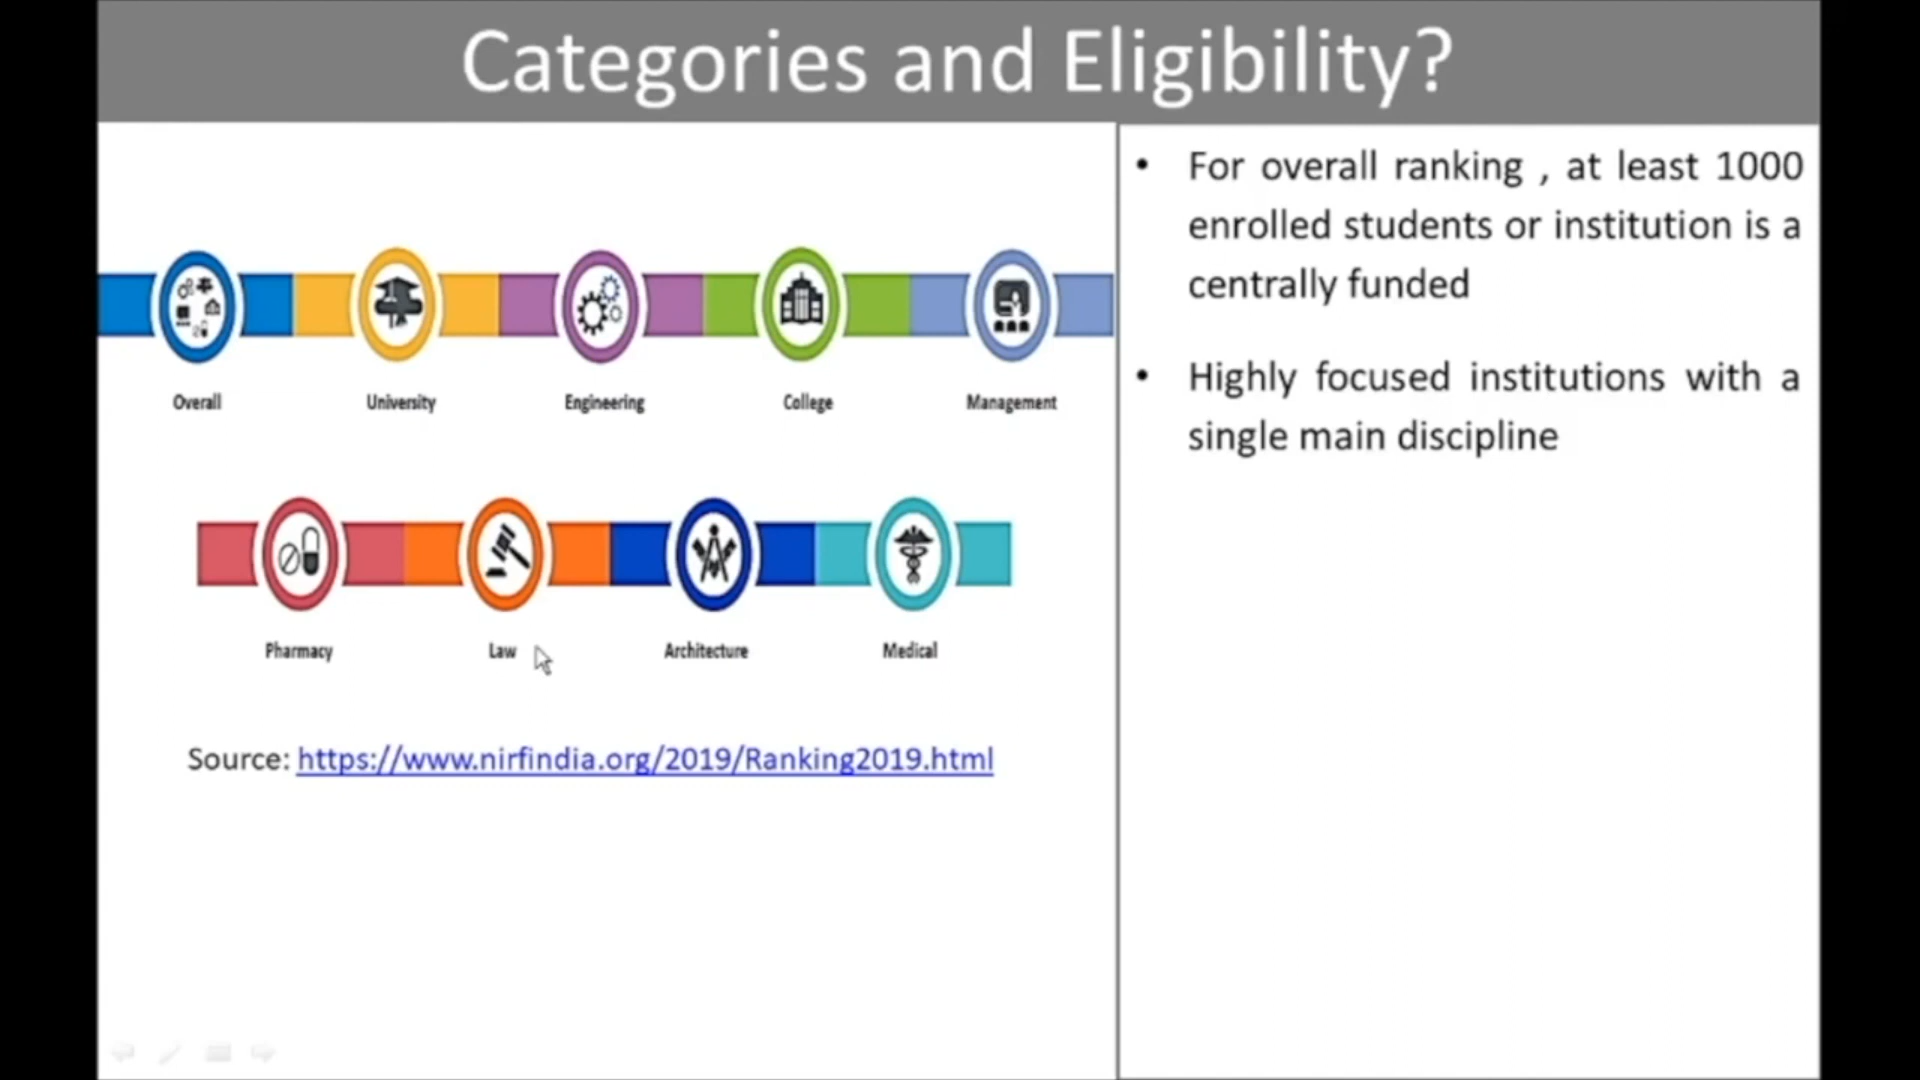 Categories and Eligibility?
Overall University Engineering College Management
Pharmacy Law Architecture Medical
Source: https://www.nirfindia.org/2019/Ranking2019.html
• For overall ranking , at least 1000
enrolled students or institution is a
centrally funded
• Highly focused institutions with a
single main discipline